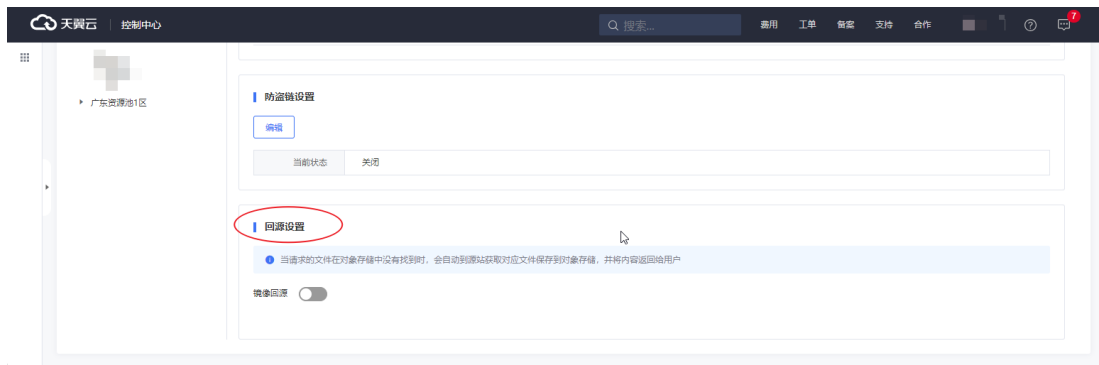 天翼云 控制中心 搜索... 费用 工单 备案 支持 合作 7
广东资源池1区
防盗链设置
编辑
当前状态 关闭
回源设置
当请求的文件在对象存储中没有找到时，会自动到源站获取对应文件保存到对象存储，并将内容返回给用户
镜像回源